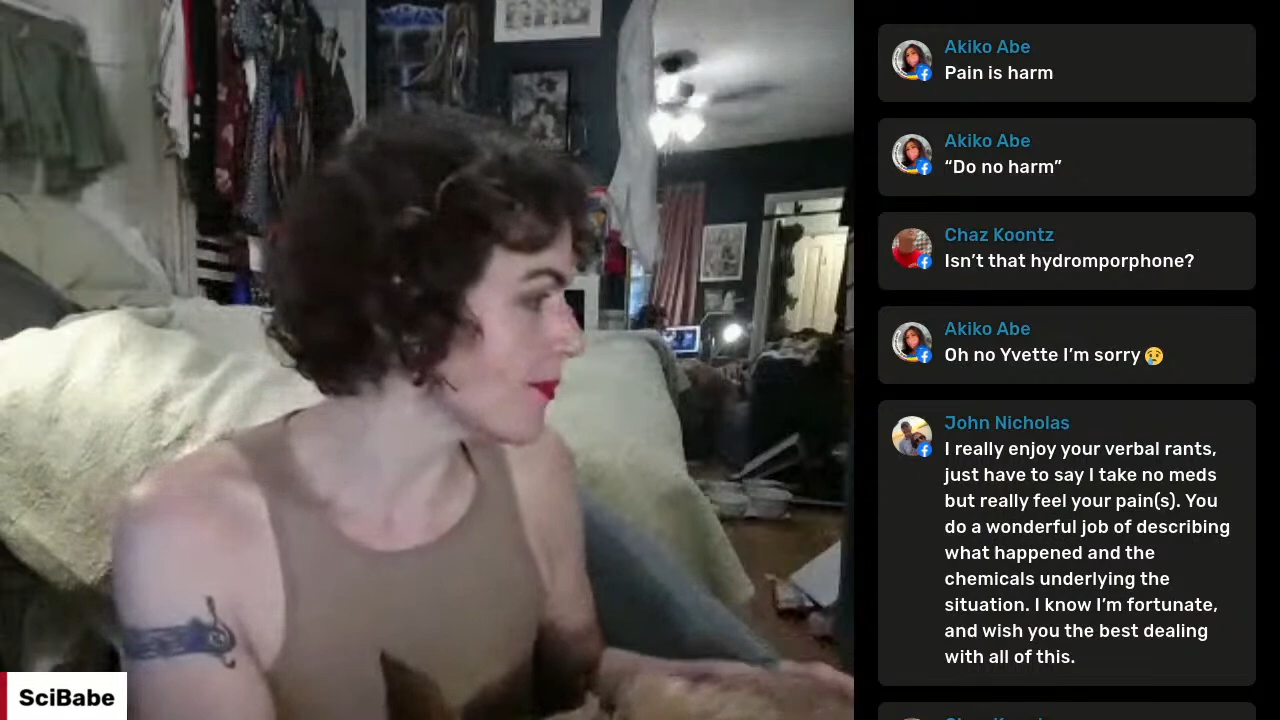 Akiko Abe
Pain is harm
Akiko Abe
“Do no harm”
Chaz Koontz
Isn’t that hydromporphone?
Akiko Abe
Oh no Yvette I’m sorry 😢
John Nicholas
I really enjoy your verbal rants,
just have to say I take no meds
but really feel your pain(s). You
do a wonderful job of describing
what happened and the
chemicals underlying the
situation. I know I’m fortunate,
and wish you the best dealing
with all of this.
SciBabe